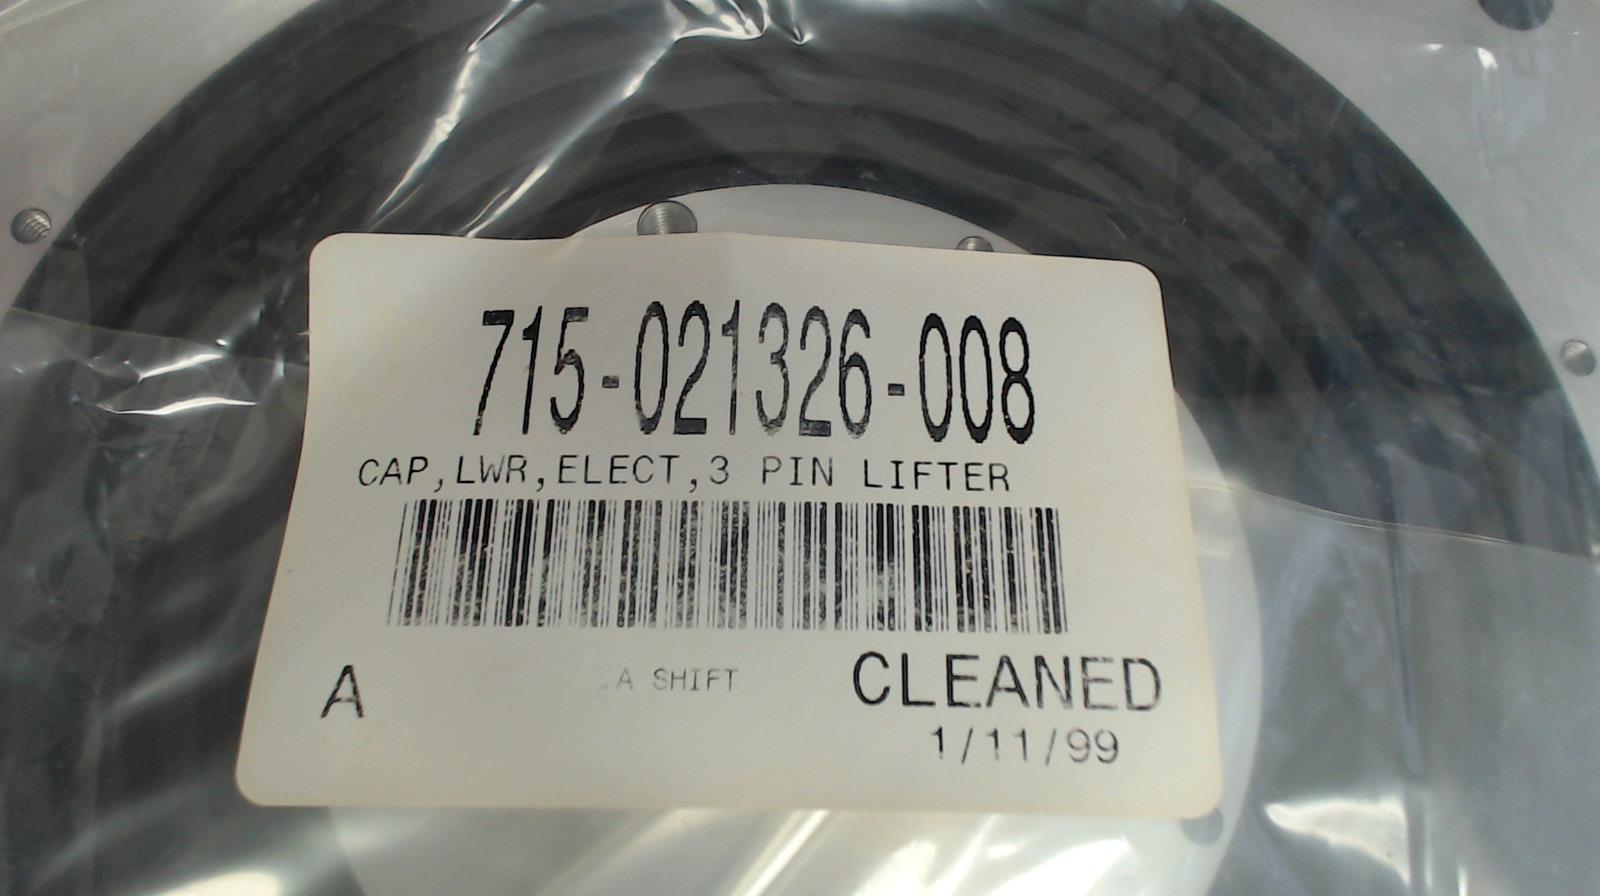 715-021326-008
CAP,LWR,ELECT,3 PIN LIFTER
A
A SHIFT
CLEANED
1/11/99